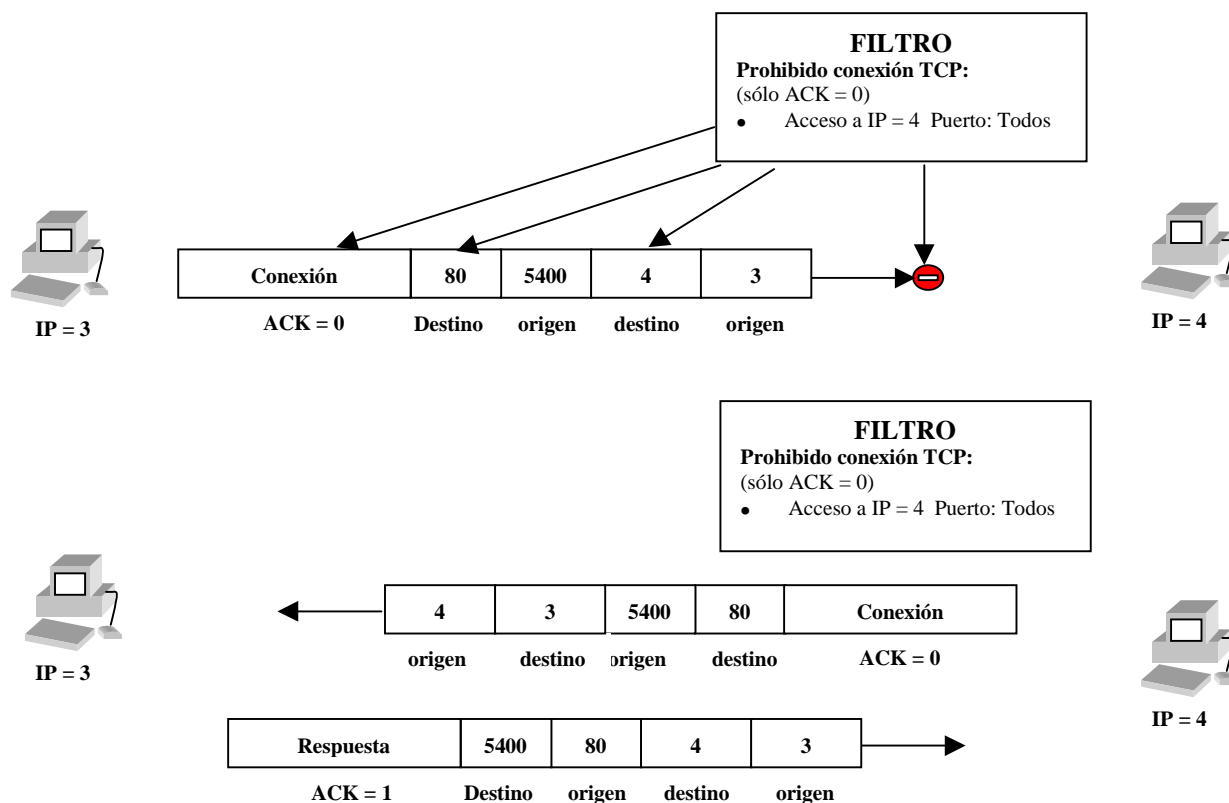 FILTRO
Prohibido conexión TCP:
(sólo ACK = 0)
• Acceso a IP = 4 Puerto: Todos
Conexión 80 5400 4 3
ACK = 0 Destino origen destino origen
IP = 3
IP = 4
FILTRO
Prohibido conexión TCP:
(sólo ACK = 0)
• Acceso a IP = 4 Puerto: Todos
4 3 5400 80 Conexión
origen destino origen destino ACK = 0
IP = 3
IP = 4
Respuesta 5400 80 4 3
ACK = 1 Destino origen destino origen